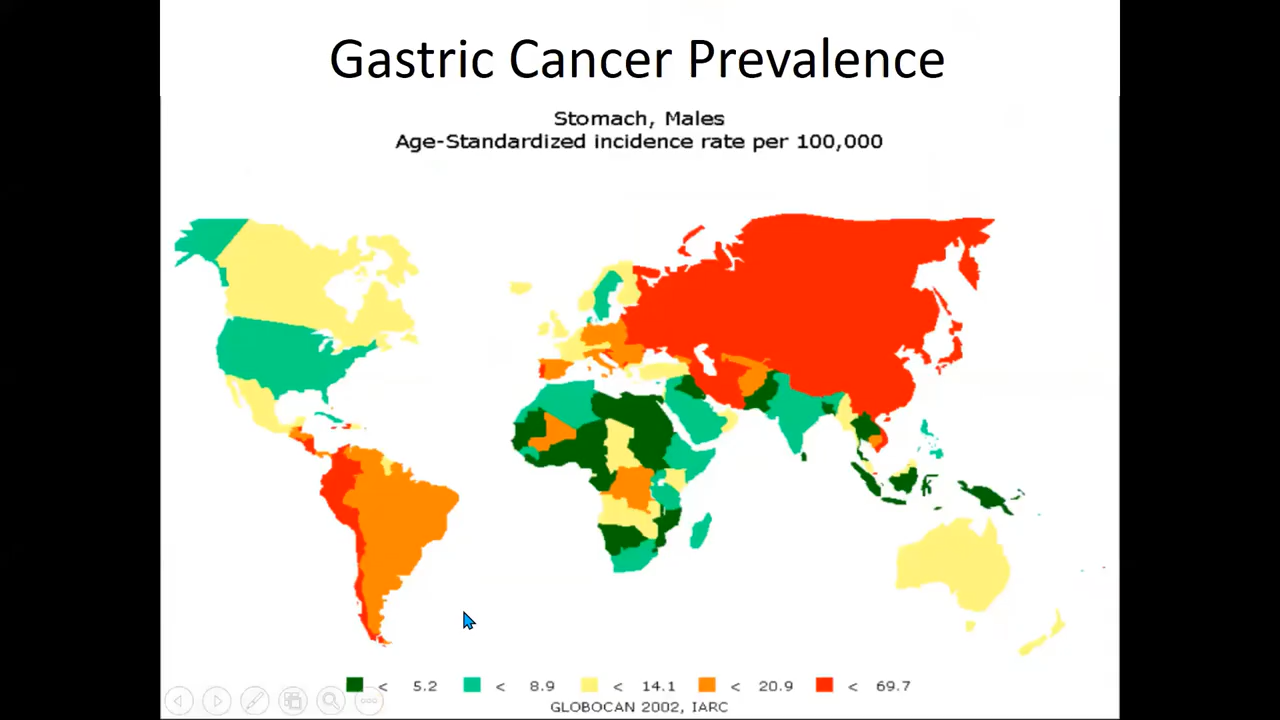 Gastric Cancer Prevalence
Stomach, Males
Age-Standardized incidence rate per 100,000
< 5.2 < 8.9 < 14.1 < 20.9 < 69.7
GLOBOCAN 2002, IARC